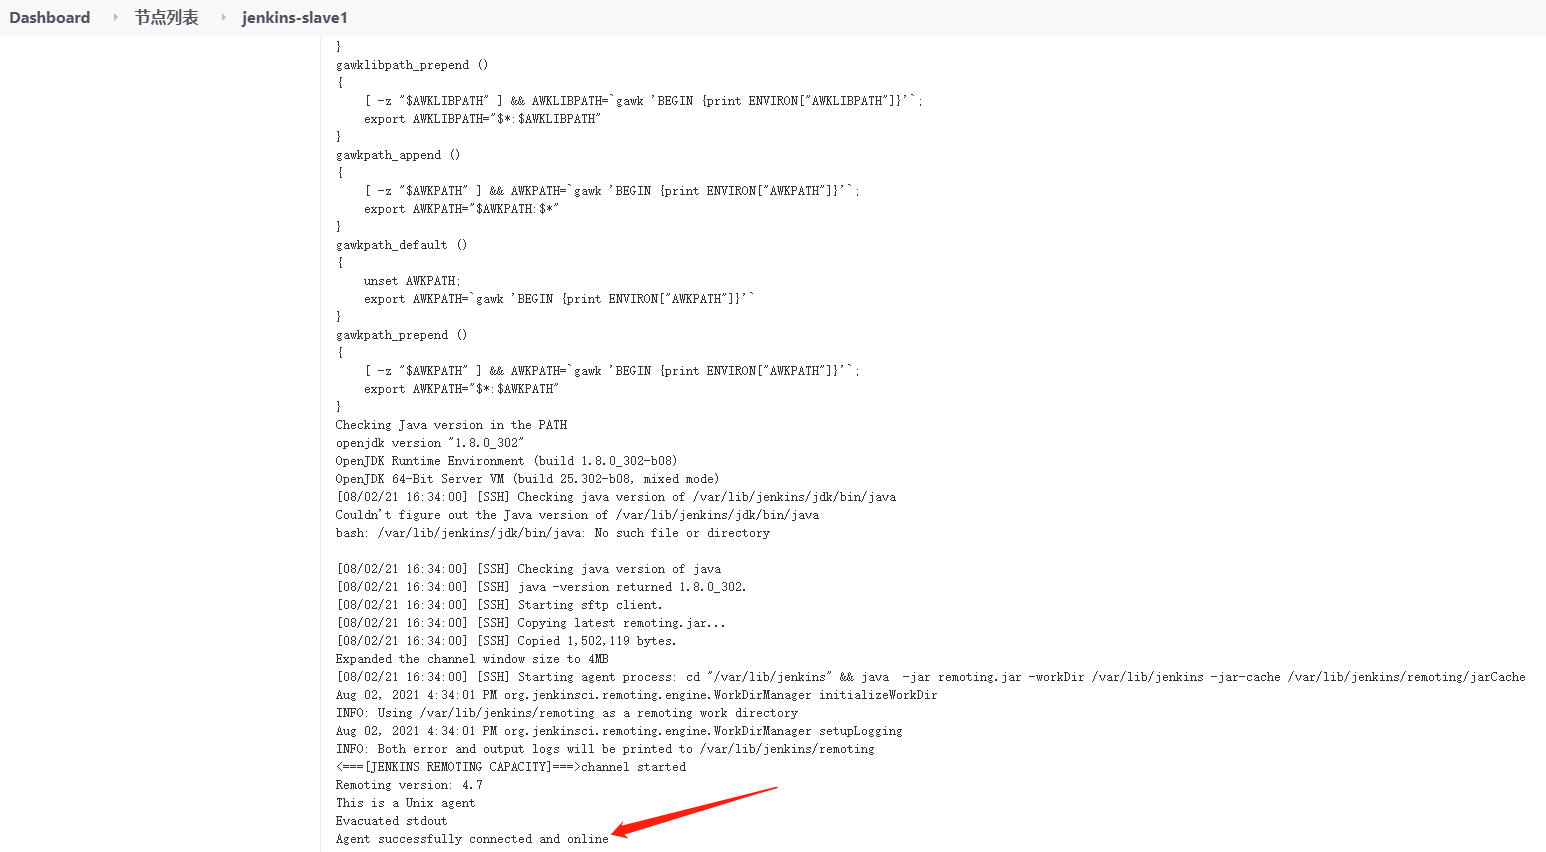 Dashboard 节点列表 jenkins-slave1
}
gawklibpath_prepend ()
{
    [ -z "$AWKLIBPATH" ] && AWKLIBPATH=`gawk 'BEGIN {print ENVIRON["AWKLIBPATH"]}'`;
    export AWKLIBPATH="$*:$AWKLIBPATH"
}
gawkpath_append ()
{
    [ -z "$AWKPATH" ] && AWKPATH=`gawk 'BEGIN {print ENVIRON["AWKPATH"]}'`;
    export AWKPATH="$AWKPATH:$*"
}
gawkpath_default ()
{
    unset AWKPATH;
    export AWKPATH=`gawk 'BEGIN {print ENVIRON["AWKPATH"]}'`
}
gawkpath_prepend ()
{
    [ -z "$AWKPATH" ] && AWKPATH=`gawk 'BEGIN {print ENVIRON["AWKPATH"]}'`;
    export AWKPATH="$*:$AWKPATH"
}
Checking Java version in the PATH
openjdk version "1.8.0_302"
OpenJDK Runtime Environment (build 1.8.0_302-b08)
OpenJDK 64-Bit Server VM (build 25.302-b08, mixed mode)
[08/02/21 16:34:00] [SSH] Checking java version of /var/lib/jenkins/jdk/bin/java
Couldn't figure out the Java version of /var/lib/jenkins/jdk/bin/java
bash: /var/lib/jenkins/jdk/bin/java: No such file or directory
[08/02/21 16:34:00] [SSH] Checking java version of java
[08/02/21 16:34:00] [SSH] java -version returned 1.8.0_302.
[08/02/21 16:34:00] [SSH] Starting sftp client.
[08/02/21 16:34:00] [SSH] Copying latest remoting.jar...
[08/02/21 16:34:00] [SSH] Copied 1,502,119 bytes.
Expanded the channel window size to 4MB
[08/02/21 16:34:00] [SSH] Starting agent process: cd "/var/lib/jenkins" && java  -jar remoting.jar -workDir /var/lib/jenkins -jar-cache /var/lib/jenkins/remoting/jarCache
Aug 02, 2021 4:34:01 PM org.jenkinsci.remoting.engine.WorkDirManager initializeWorkDir
INFO: Using /var/lib/jenkins/remoting as a remoting work directory
Aug 02, 2021 4:34:01 PM org.jenkinsci.remoting.engine.WorkDirManager setupLogging
INFO: Both error and output logs will be printed to /var/lib/jenkins/remoting
<===[JENKINS REMOTING CAPACITY]===>channel started
Remoting version: 4.7
This is a Unix agent
Evacuated stdout
Agent successfully connected and online